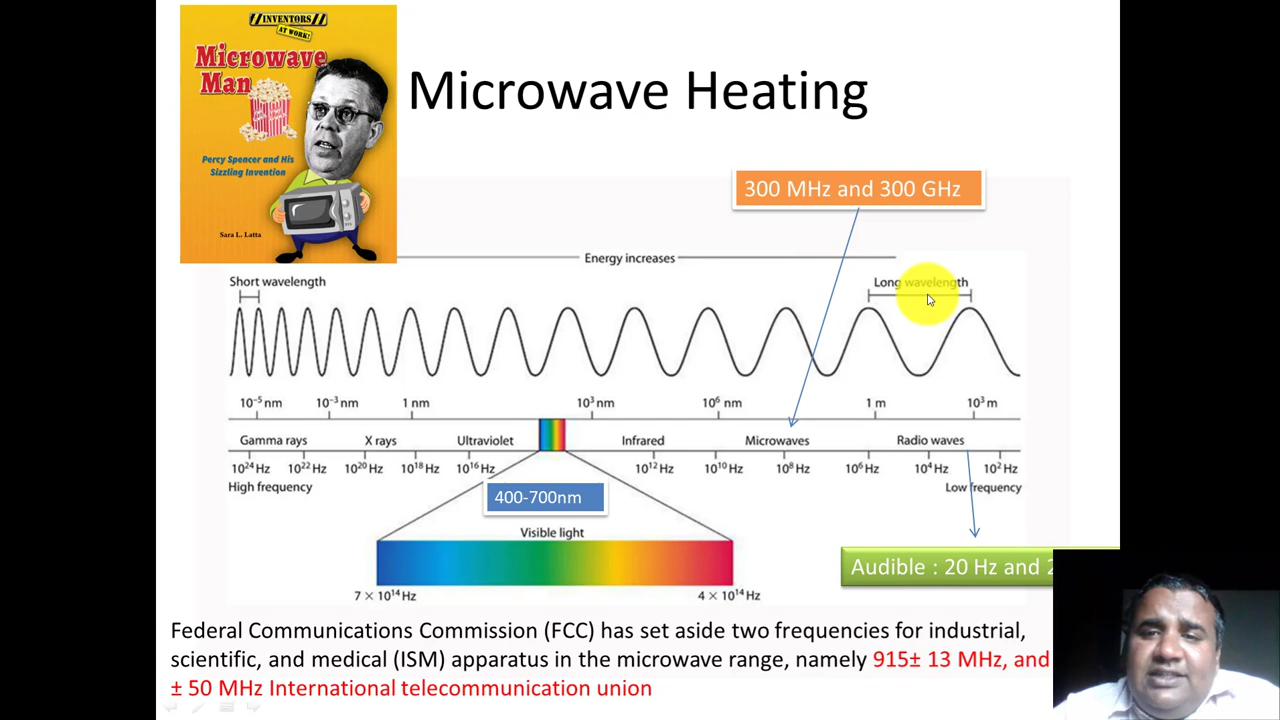 INVENTORS
AT WORK!
Microwave
Man
Percy Spencer and His
Sizzling Invention
Sara L. Latta
Microwave Heating
300 MHz and 300 GHz
Energy increases
Short wavelength
Long wavelength
10⁻⁵ nm 10⁻³ nm 1 nm 10³ nm 10⁶ nm 1 m 10³ m
Gamma rays X rays Ultraviolet Infrared Microwaves Radio waves
10²⁴ Hz 10²² Hz 10²⁰ Hz 10¹⁸ Hz 10¹⁶ Hz 10¹² Hz 10¹⁰ Hz 10⁸ Hz 10⁶ Hz 10⁴ Hz 10² Hz
High frequency Low frequency
400-700nm
Visible light
7 × 10¹⁴ Hz 4 × 10¹⁴ Hz
Audible : 20 Hz and
Federal Communications Commission (FCC) has set aside two frequencies for industrial,
scientific, and medical (ISM) apparatus in the microwave range, namely 915± 13 MHz, and
± 50 MHz International telecommunication union